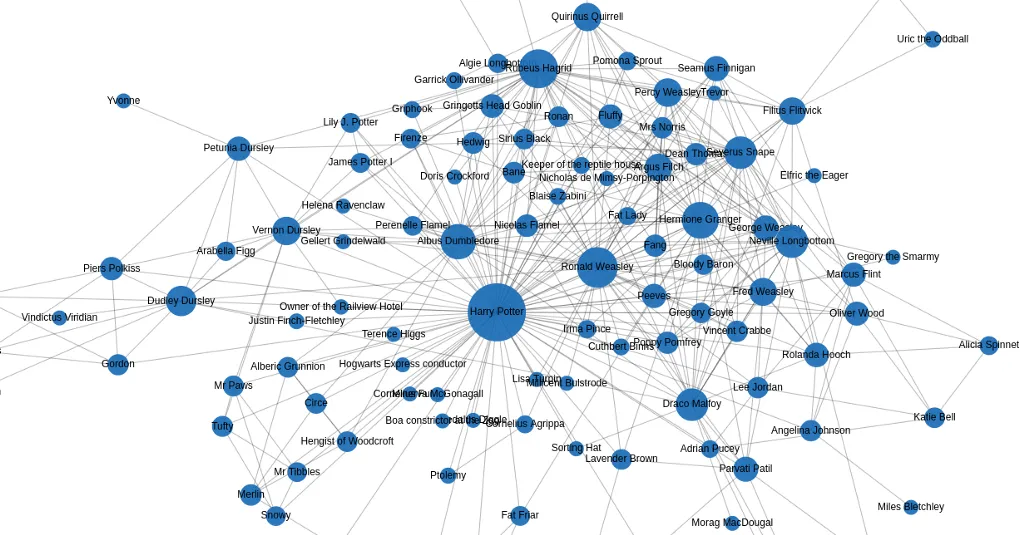 Quirinus Quirrell
Uric the Oddball
Algie Longbottom
Rubeus Hagrid
Pomona Sprout
Seamus Finnigan
Garrick Ollivander
Percy Weasley
Trevor
Yvonne
Griphook
Gringotts Head Goblin
Filius Flitwick
Lily J. Potter
Ronan
Fluffy
Mrs Norris
Firenze
Hedwig
Sirius Black
Petunia Dursley
Dean Thomas
Severus Snape
James Potter I
Keeper of the reptile house
Argus Filch
Doris Crockford
Bane
Nicholas de Mimsy-Porpington
Elfric the Eager
Blaise Zabini
Helena Ravenclaw
Fat Lady
Hermione Granger
Perenelle Flamel
Nicolas Flamel
George Weasley
Vernon Dursley
Gellert Grindelwald
Albus Dumbledore
Fang
Neville Longbottom
Arabella Figg
Gregory the Smarmy
Piers Polkiss
Ronald Weasley
Bloody Baron
Marcus Flint
Dudley Dursley
Peeves
Fred Weasley
Owner of the Railview Hotel
Harry Potter
Gregory Goyle
Oliver Wood
Vindictus Viridian
Justin Finch-Fletchley
Terence Higgs
Irma Pince
Vincent Crabbe
Cuthbert Binns
Poppy Pomfrey
Alicia Spinnet
Rolanda Hooch
Gordon
Alberic Grunnion
Hogwarts Express conductor
Mr Paws
Lisa Turpin
Millicent Bulstrode
Lee Jordan
Minerva McGonagall
Circe
Draco Malfoy
Boa constrictor at the Zoo
Cornelius Agrippa
Katie Bell
Tufty
Angelina Johnson
Hengist of Woodcroft
Sorting Hat
Adrian Pucey
Lavender Brown
Parvati Patil
Mr Tibbles
Ptolemy
Merlin
Miles Bletchley
Snowy
Fat Friar
Morag MacDougal